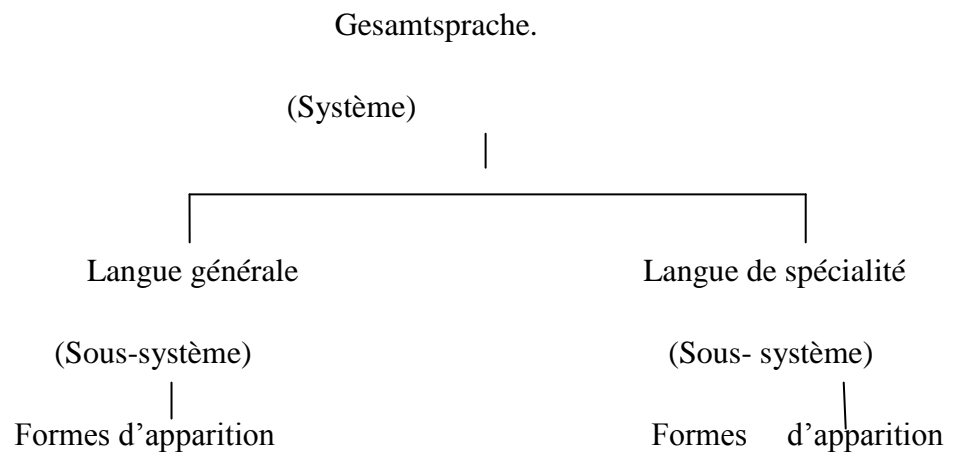 Gesamtsprache.
(Système)
Langue générale Langue de spécialité
(Sous-système) (Sous- système)
Formes d'apparition Formes d'apparition